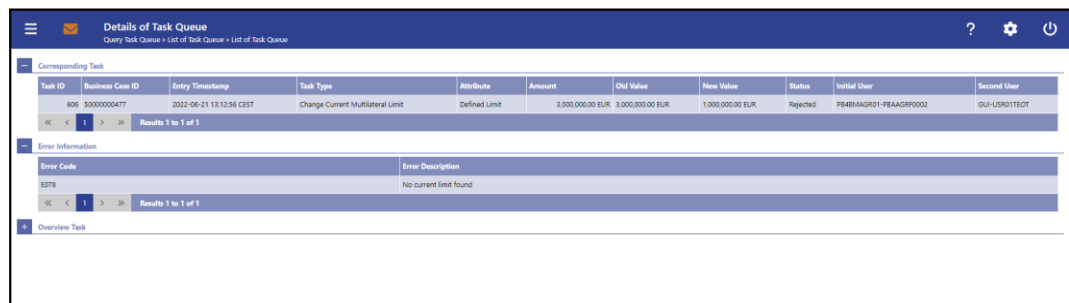 Details of Task Queue
?
Query Task Queue > List of Task Queue > List of Task Queue
Corresponding Task
Task ID Business Case ID Entry Timestamp Task Type Attribute Amount Old Value New Value Status Initial User Second User
606 50000000477 2022-06-21 13:12:56 CEST Change Current Multilateral Limit Defined Limit 3,000,000.00 EUR 3,000,000.00 EUR 1,000,000.00 EUR Rejected PB4BMAGR01-PBAAGRF0002 GUI-USR01TEOT
« < 1 > » Results 1 to 1 of 1
Error Information
Error Code Error Description
E078 No current limit found
« < 1 > » Results 1 to 1 of 1
Overview Task